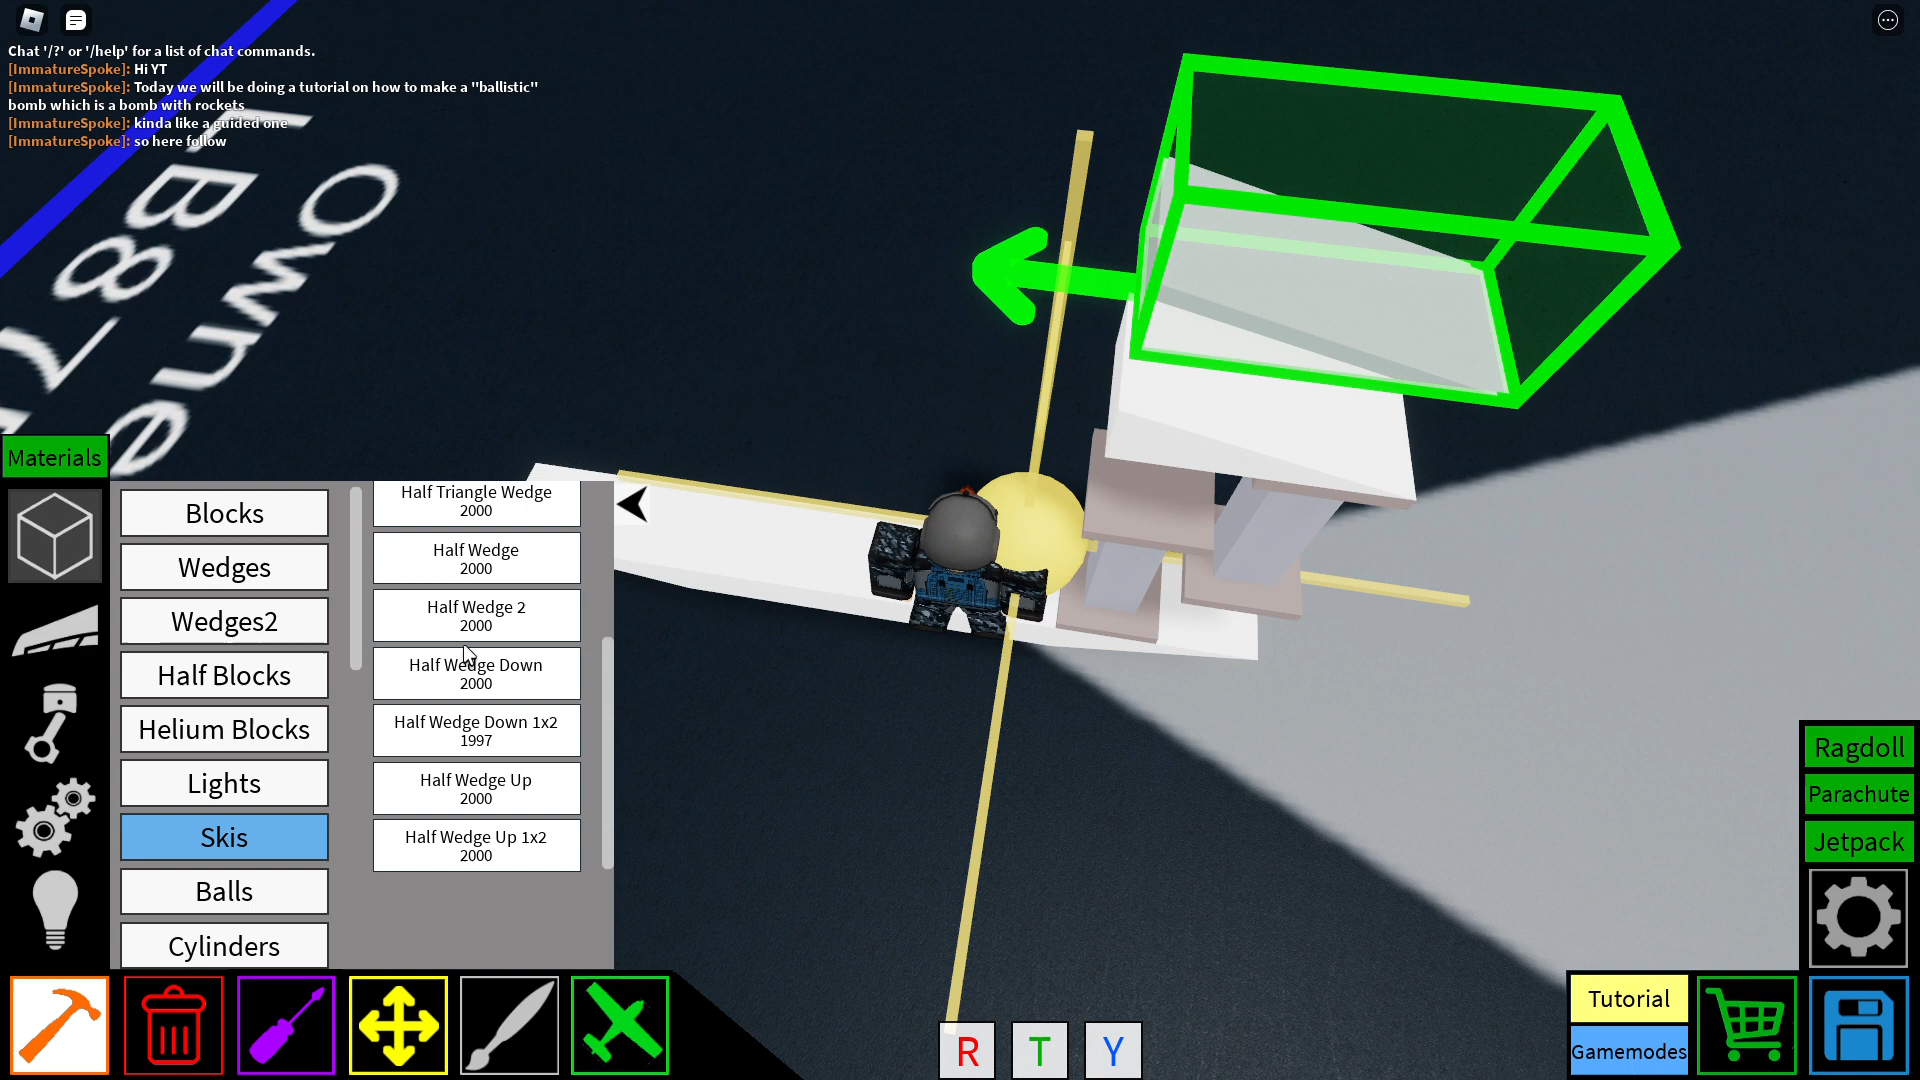 Chat '/?' or '/help' for a list of chat commands.
[ImmatureSpoke]: Hi YT
[ImmatureSpoke]: Today we will be doing a tutorial on how to make a "ballistic"
bomb which is a bomb with rockets
[ImmatureSpoke]: kinda like a guided one
[ImmatureSpoke]: so here follow
Materials
Blocks
Wedges
Wedges2
Half Blocks
Helium Blocks
Lights
Skis
Balls
Cylinders
Half Triangle Wedge
2000
Half Wedge
2000
Half Wedge 2
2000
Half Wedge Down
2000
Half Wedge Down 1x2
1997
Half Wedge Up
2000
Half Wedge Up 1x2
2000
R
T
Y
Ragdoll
Parachute
Jetpack
Tutorial
Gamemodes